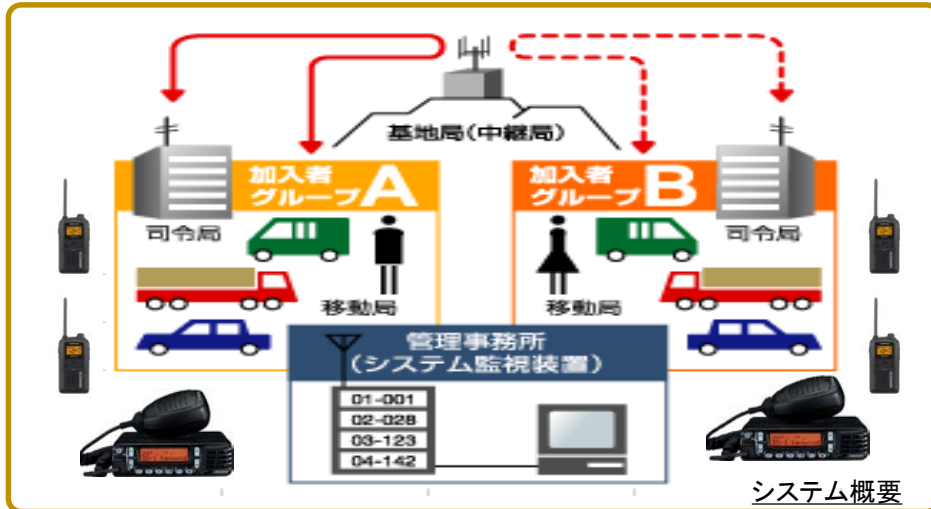 基地局(中継局)
加入者
グループA
加入者
グループB
司令局
司令局
移動局
移動局
管理事務所
(システム監視装置)
01-001
02-028
03-123
04-142
システム概要